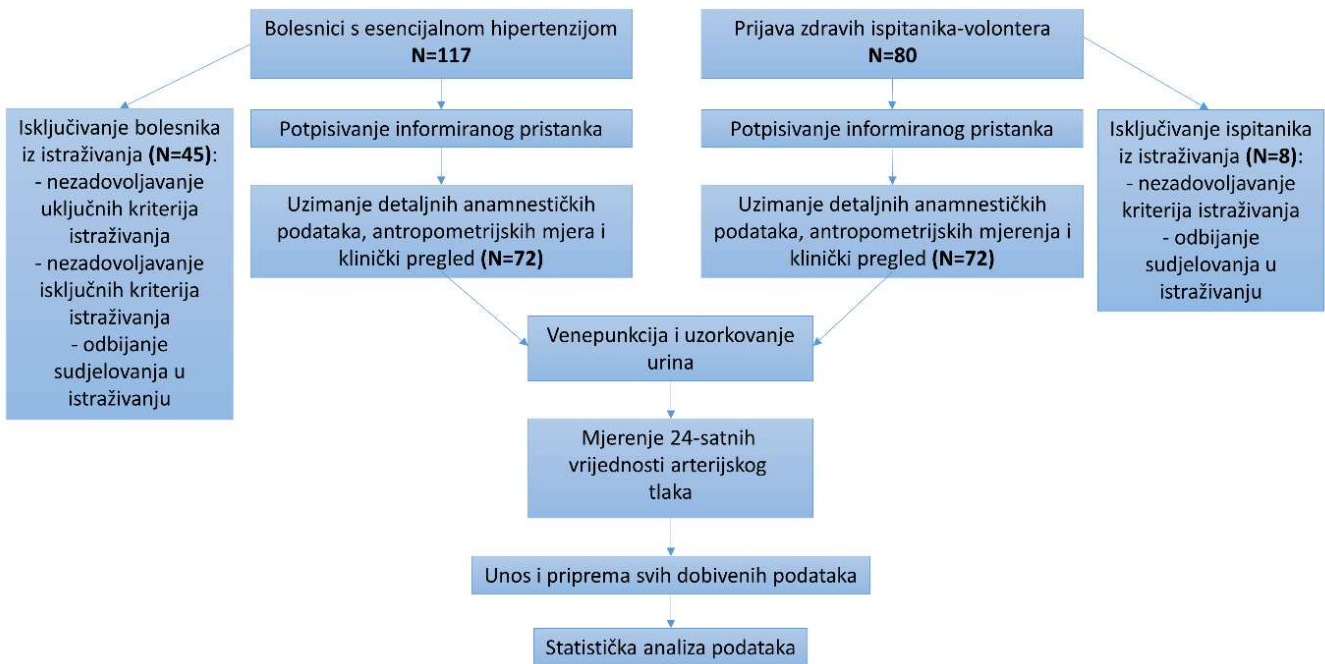 Bolesnici s esencijalnom hipertenzijom
N=117
Prijava zdravih ispitanika-volontera
N=80
Isključivanje bolesnika
iz istraživanja (N=45):
- nezadovoljavanje
uključnih kriterija
istraživanja
- nezadovoljavanje
isključnih kriterija
istraživanja
- odbijanje
sudjelovanja u
istraživanju
Potpisivanje informiranog pristanka
Potpisivanje informiranog pristanka
Isključivanje ispitanika
iz istraživanja (N=8):
- nezadovoljavanje
kriterija istraživanja
- odbijanje
sudjelovanja u
istraživanju
Uzimanje detaljnih anamnestičkih
podataka, antropometrijskih mjera i
klinički pregled (N=72)
Uzimanje detaljnih anamnestičkih
podataka, antropometrijskih mjerenja i
klinički pregled (N=72)
Venepunkcija i uzorkovanje
urina
Mjerenje 24-satnih
vrijednosti arterijskog
tlaka
Unos i priprema svih dobivenih podataka
Statistička analiza podataka